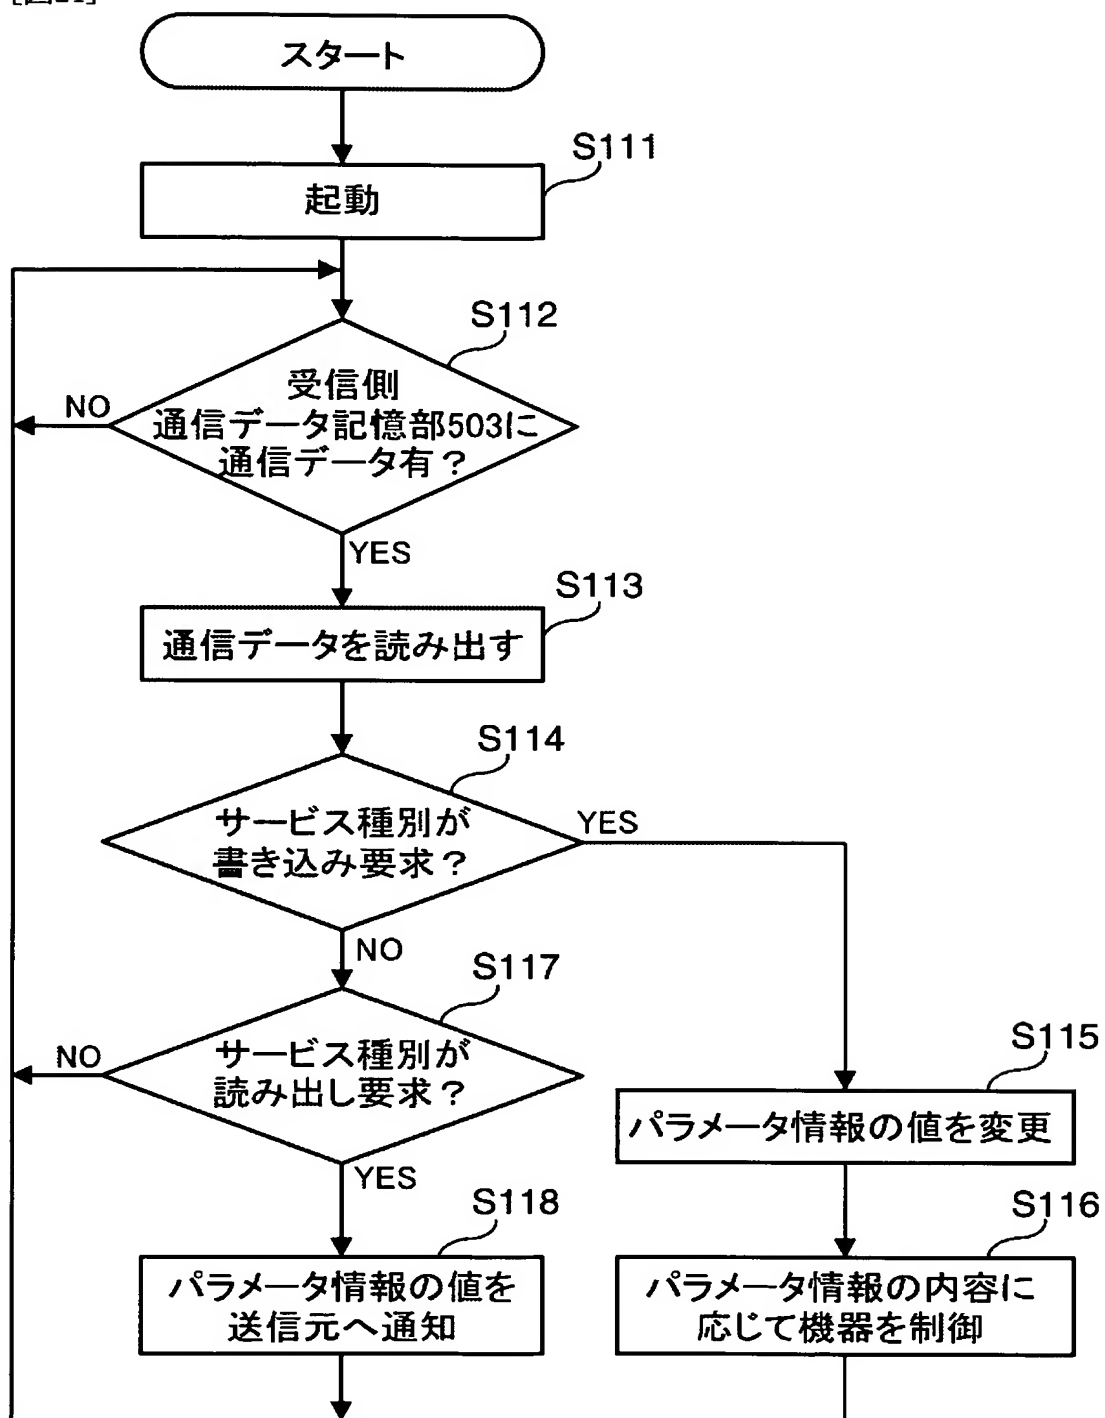 スタート
S111
起動
S112
受信側
通信データ記憶部503に
通信データ有？
NO
YES
S113
通信データを読み出す
S114
サービス種別が
書き込み要求？
YES
NO
S117
サービス種別が
読み出し要求？
NO
YES
S115
パラメータ情報の値を変更
S118
パラメータ情報の値を
送信元へ通知
S116
パラメータ情報の内容に
応じて機器を制御